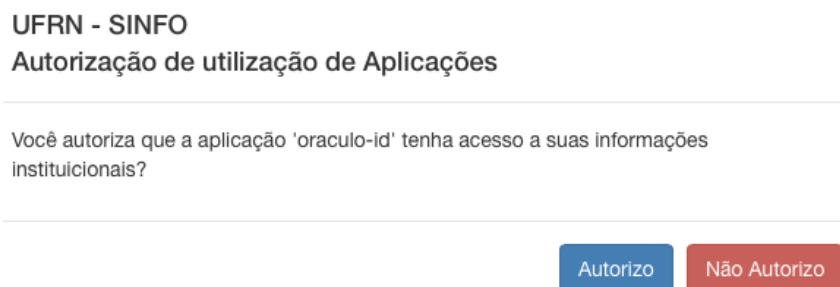 UFRN - SINFO
Autorização de utilização de Aplicações
Você autoriza que a aplicação 'oraculo-id' tenha acesso a suas informações
instituicionais?
Autorizo
Não Autorizo